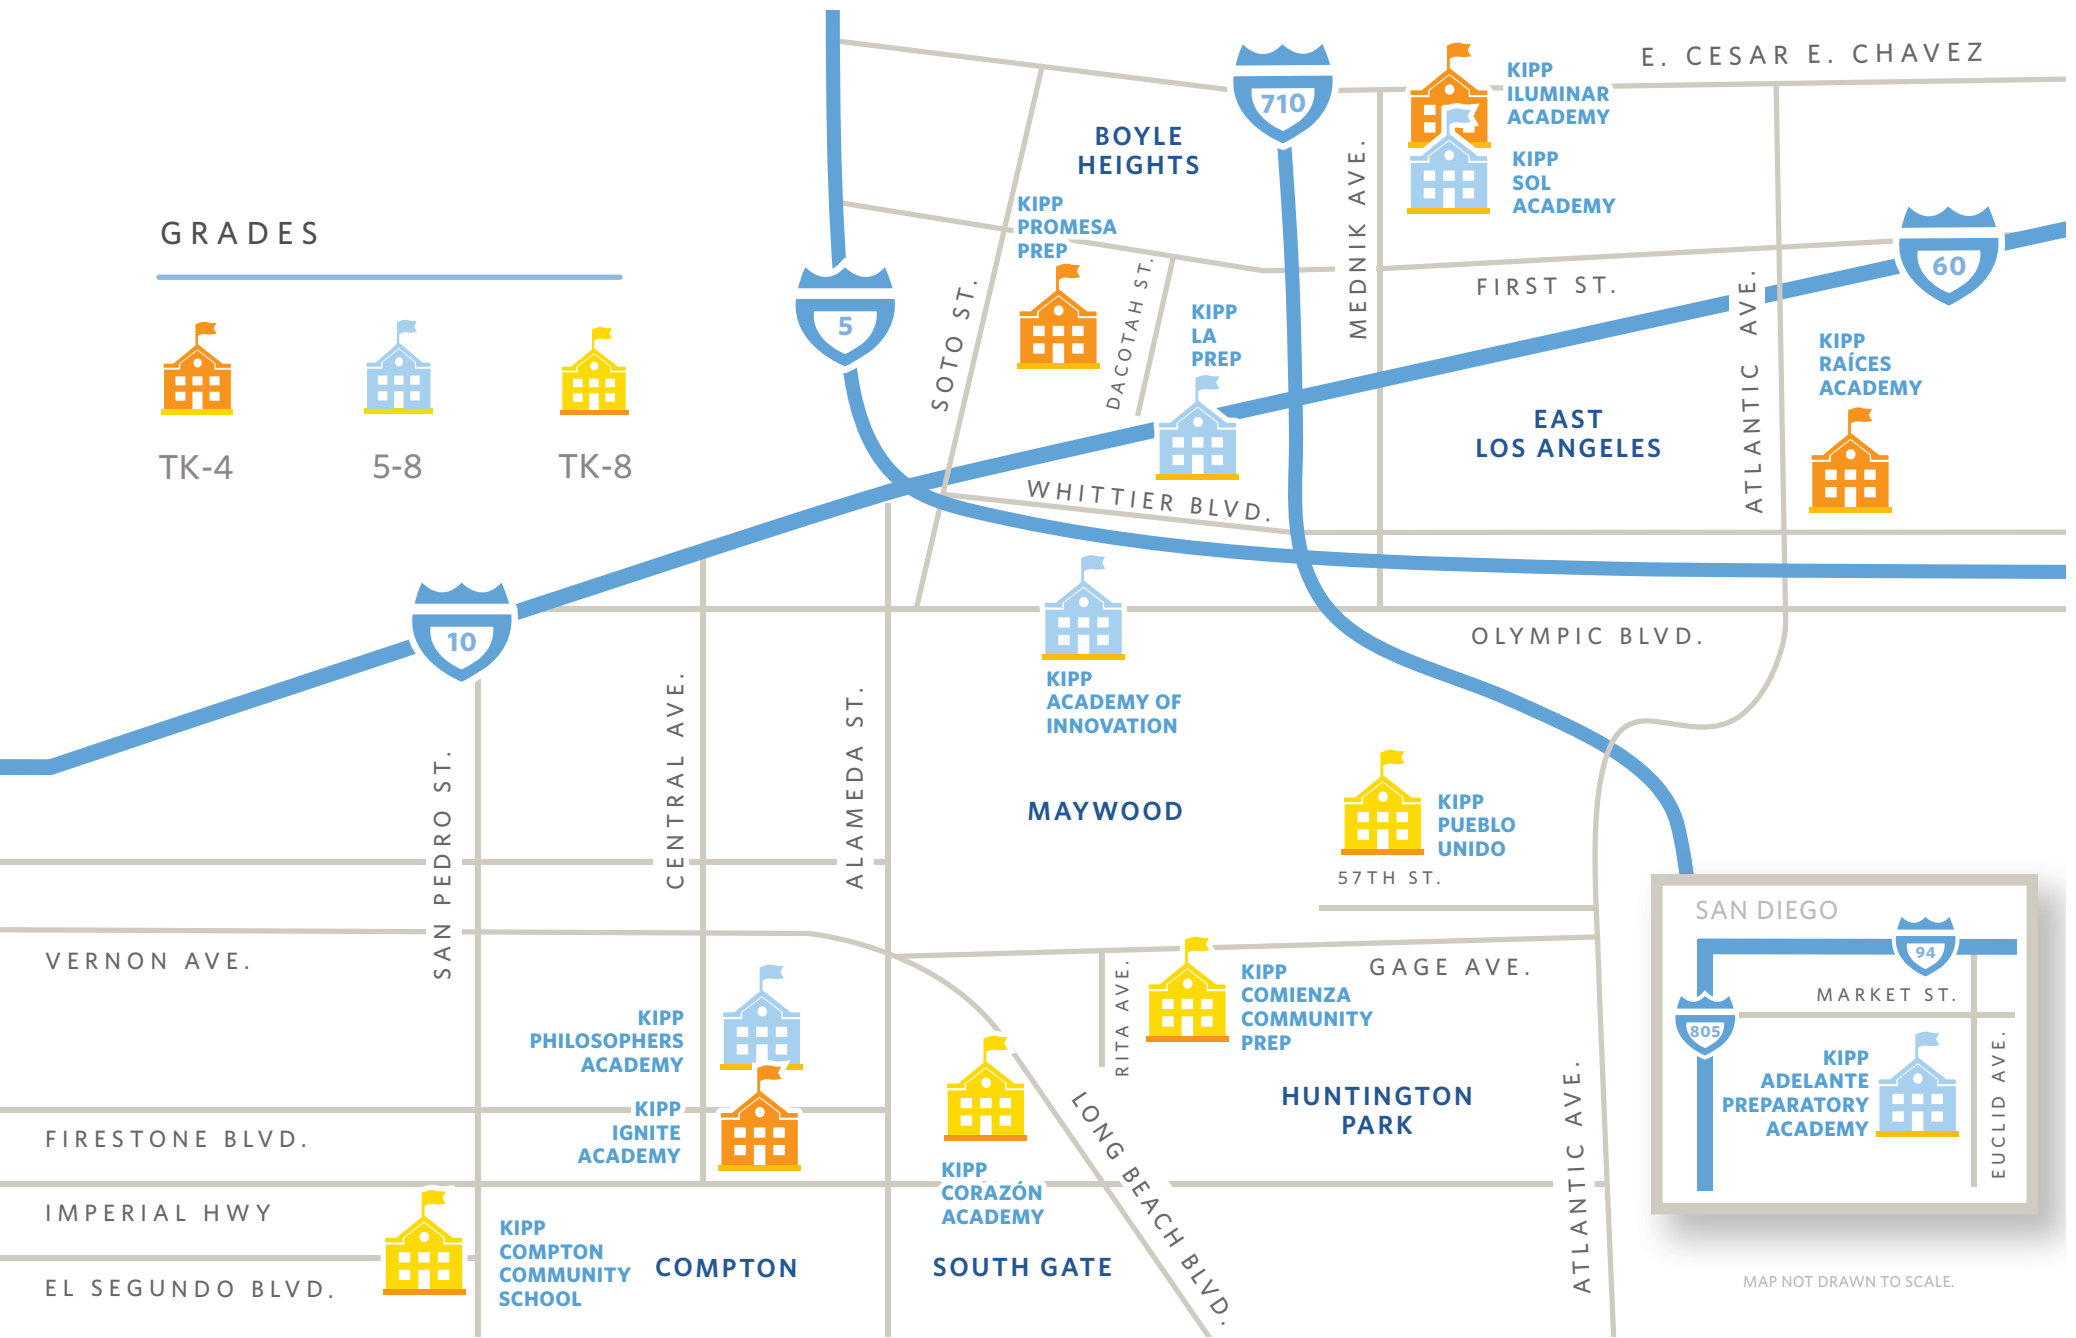 E. CESAR E. CHAVEZ
710
KIPP
ILUMINAR
ACADEMY
BOYLE
HEIGHTS
MEDNIK AVE.
KIPP
SOL
ACADEMY
KIPP
PROMESA
PREP
GRADES
TK-4
5-8
TK-8
5
SOTO ST.
DACOTAH ST.
KIPP
LA
PREP
FIRST ST.
60
ATLANTIC AVE.
KIPP
RAÍCES
ACADEMY
EAST
LOS ANGELES
WHITTIER BLVD.
10
OLYMPIC BLVD.
KIPP
ACADEMY OF
INNOVATION
SAN PEDRO ST.
CENTRAL AVE.
ALAMEDA ST.
MAYWOOD
KIPP
PUEBLO
UNIDO
57TH ST.
VERNON AVE.
GAGE AVE.
RITA AVE.
KIPP
COMIENZA
COMMUNITY
PREP
KIPP
PHILOSOPHERS
ACADEMY
KIPP
IGNITE
ACADEMY
HUNTINGTON
PARK
LONG BEACH BLVD.
ATLANTIC AVE.
FIRESTONE BLVD.
KIPP
CORAZÓN
ACADEMY
IMPERIAL HWY
KIPP
COMPTON
COMMUNITY
SCHOOL
COMPTON
SOUTH GATE
EL SEGUNDO BLVD.
SAN DIEGO
94
MARKET ST.
805
KIPP
ADELANTE
PREPARATORY
ACADEMY
EUCLID AVE.
MAP NOT DRAWN TO SCALE.